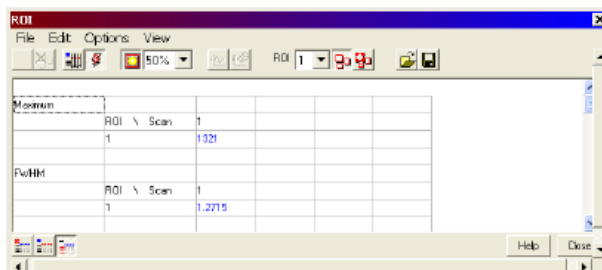 ROI
File Edit Options View
50% ROI 1
Maximum
ROI \ Scan 1
1 1321
FWHM
ROI \ Scan 1
1 1.2715
Help Close